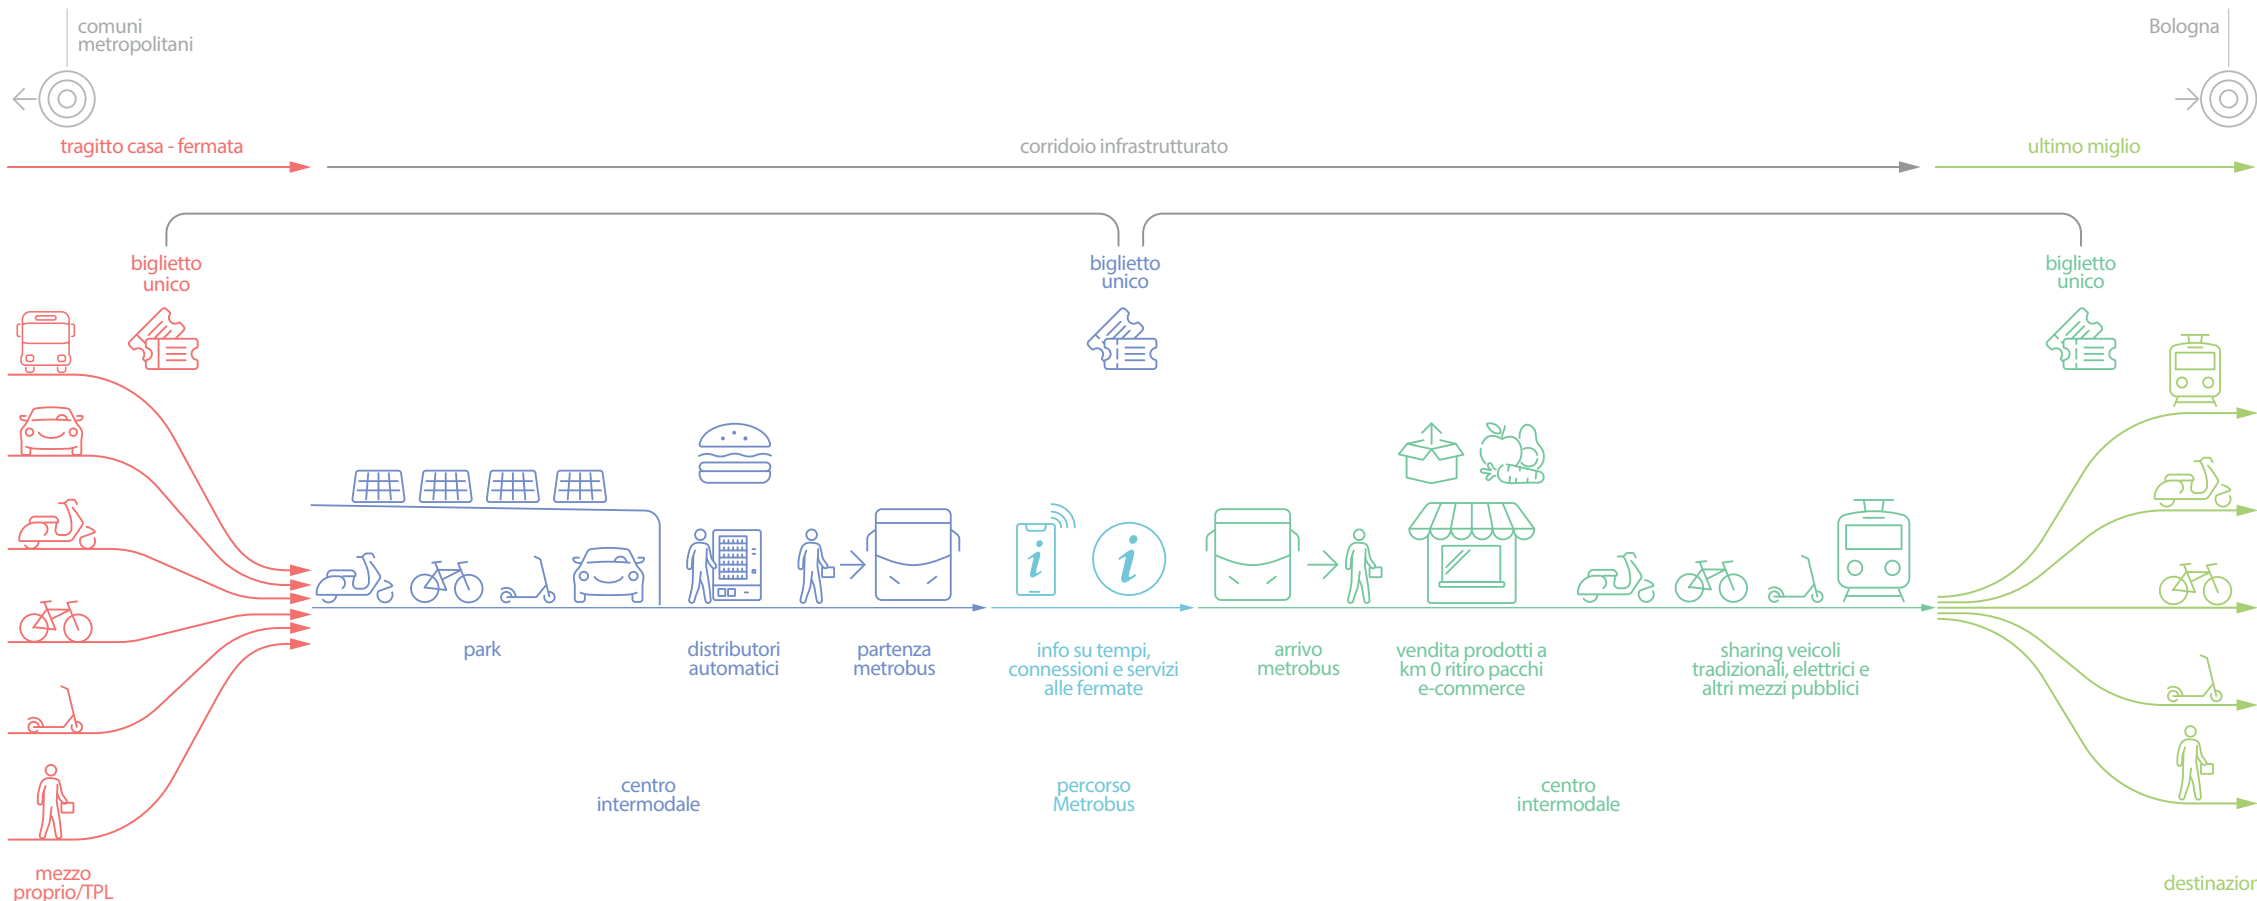 comuni
metropolitani
Bologna
tragitto casa - fermata
corridoio infrastrutturato
ultimo miglio
biglietto
unico
biglietto
unico
biglietto
unico
park
distributori
automatici
partenza
metrobus
info su tempi,
connessioni e servizi
alle fermate
arrivo
metrobus
vendita prodotti a
km 0 ritiro pacchi
e-commerce
sharing veicoli
tradizionali, elettrici e
altri mezzi pubblici
centro
intermodale
percorso
Metrobus
centro
intermodale
mezzo
proprio/TPL